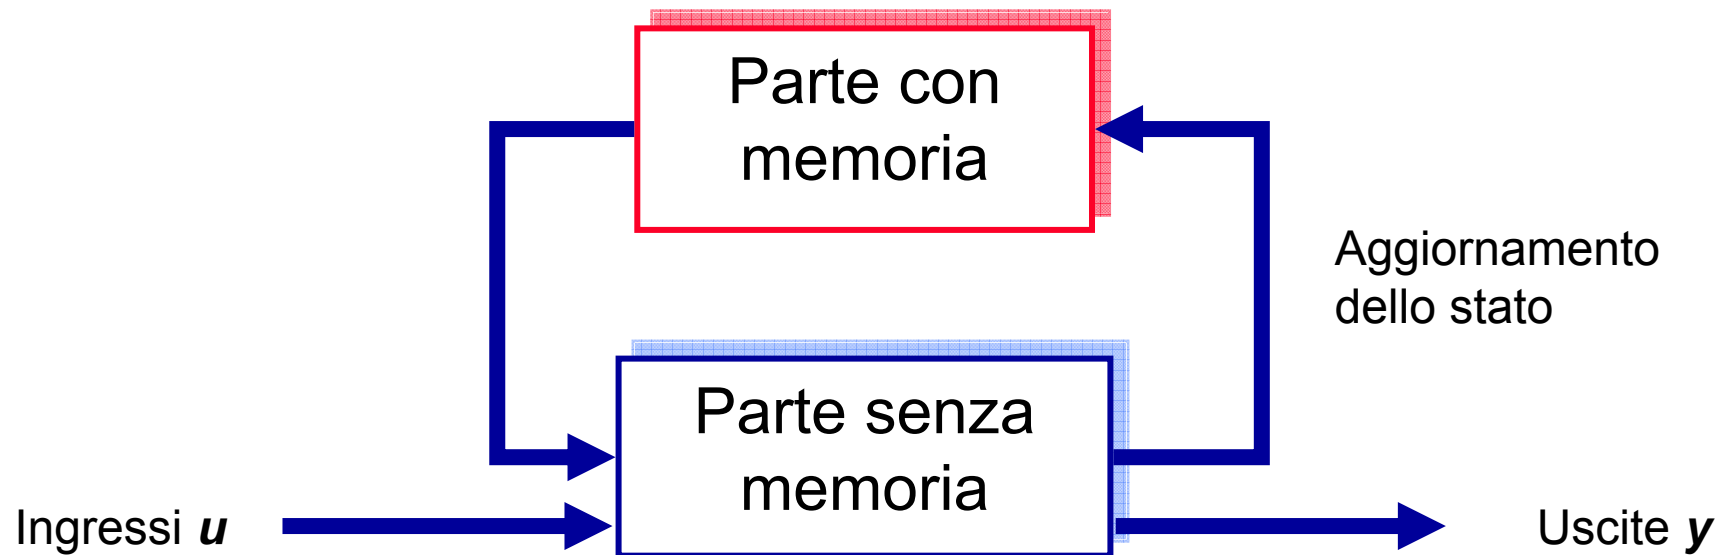 Parte con
memoria
Aggiornamento
dello stato
Parte senza
memoria
Ingressi u
Uscite y